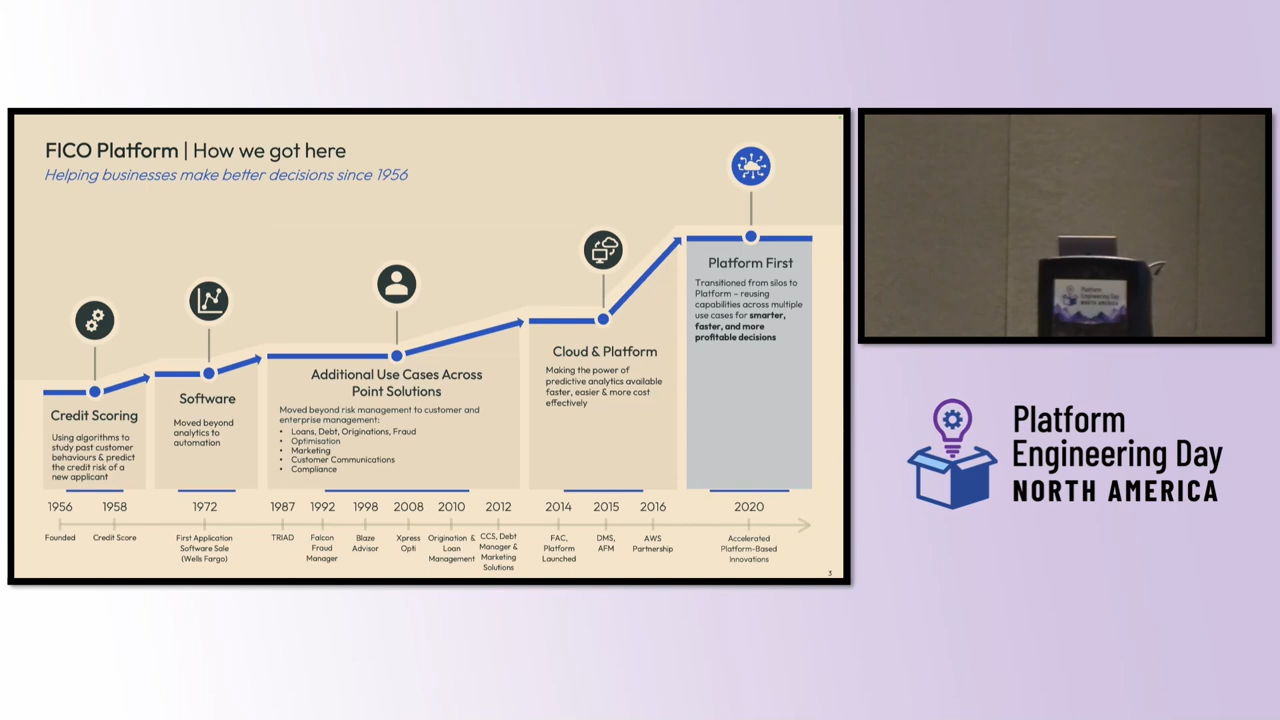 FICO Platform | How we got here
Helping businesses make better decisions since 1956
Credit Scoring
Using algorithms to
study past customer
behaviours & predict
the credit risk of a
new applicant
Software
Moved beyond
analytics to
automation
Additional Use Cases Across
Point Solutions
Moved beyond risk management to customer and
enterprise management:
• Loans, Debt, Originations, Fraud
• Optimisation
• Marketing
• Customer Communications
• Compliance
Cloud & Platform
Making the power of
predictive analytics available
faster, easier & more cost
effectively
Platform First
Transitioned from silos to
Platform – reusing
capabilities across multiple
use cases for smarter,
faster, and more
profitable decisions
1956
Founded
1958
Credit Score
1972
First Application
Software Sale
(Wells Fargo)
1987
TRIAD
1992
Falcon
Fraud
Manager
1998
Blaze
Advisor
2008
Xpress
Opti
2010
Origination &
Loan
Management
2012
CCS, Debt
Manager &
Marketing
Solutions
2014
FAC,
Platform
Launched
2015
DMS,
AFM
2016
AWS
Partnership
2020
Accelerated
Platform-Based
Innovations
3
Platform
Engineering Day
NORTH AMERICA
Platform
Engineering Day
NORTH AMERICA